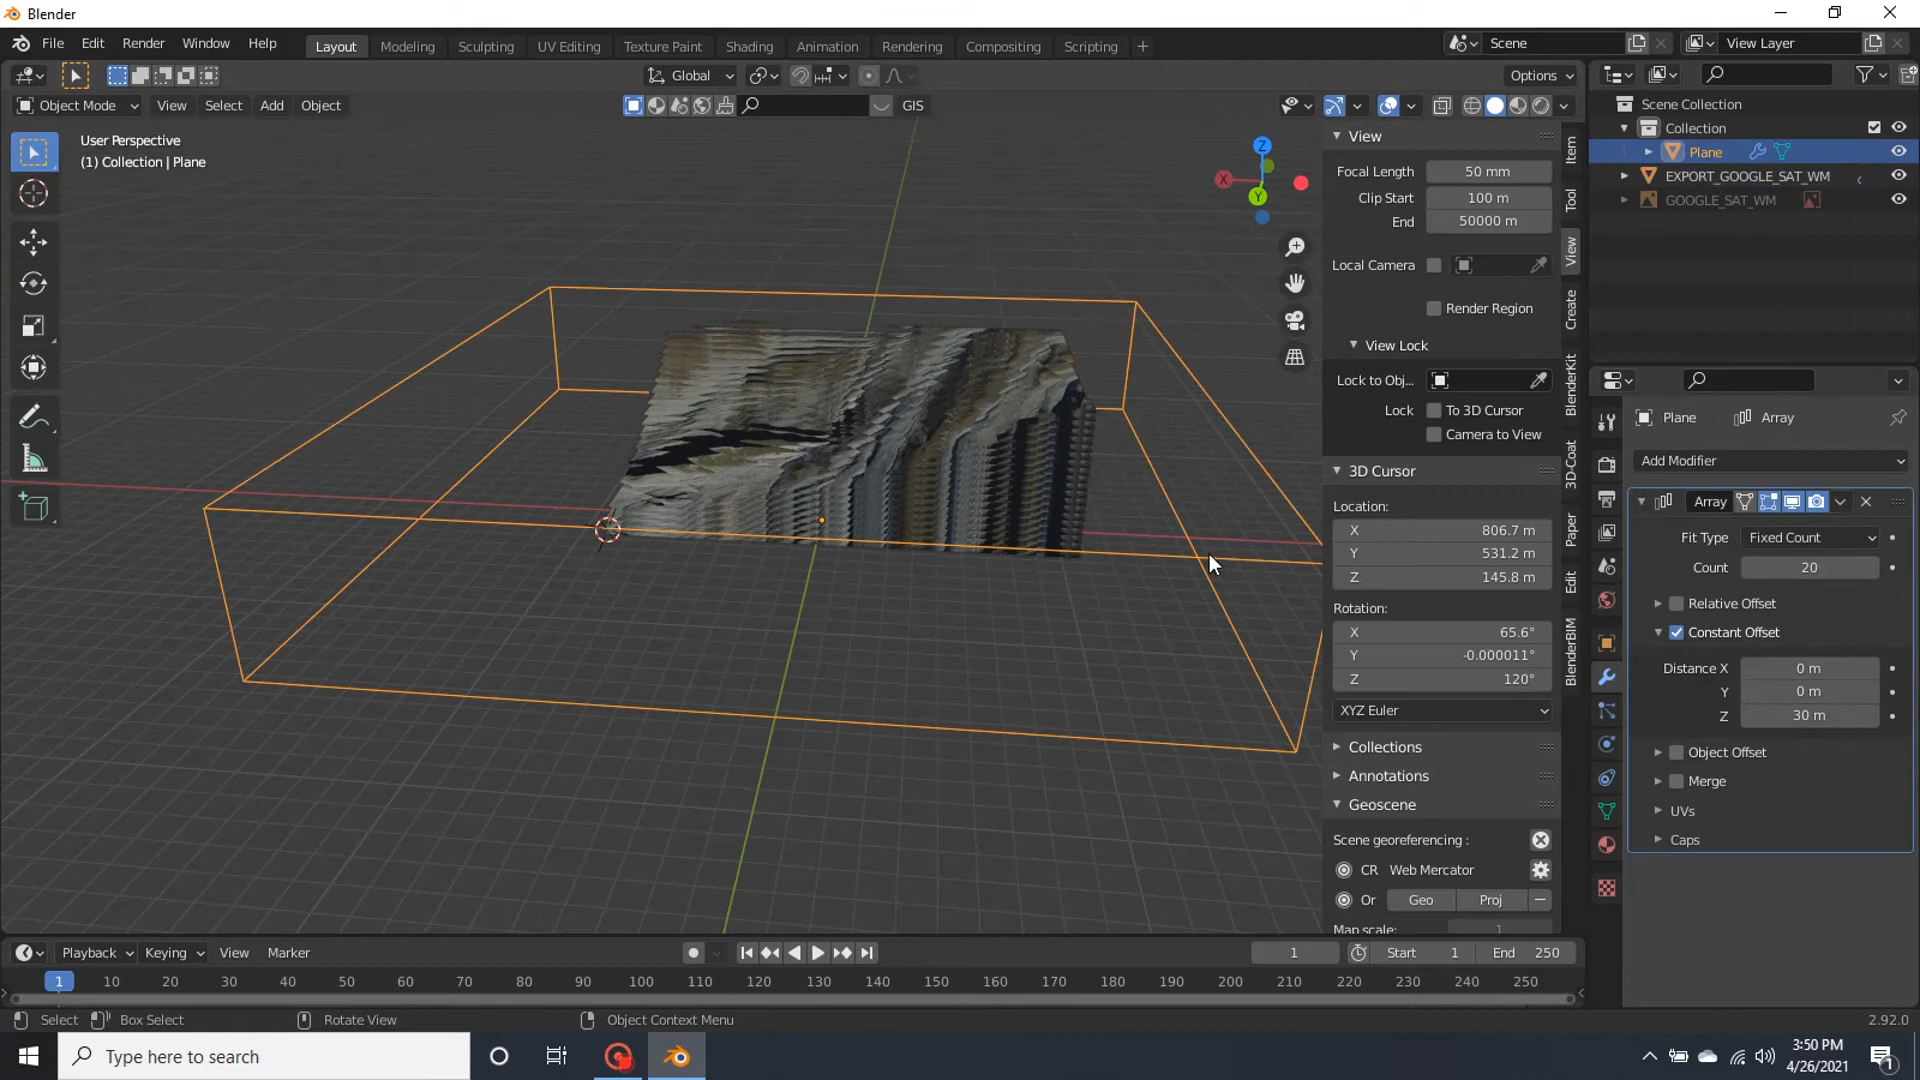 Blender
File Edit Render Window Help
Layout Modeling Sculpting UV Editing Texture Paint Shading Animation Rendering Compositing Scripting +
Scene
View Layer
Global
Options
Object Mode View Select Add Object
GIS
User Perspective
(1) Collection | Plane
Z
X
Y
View
Focal Length 50 mm
Clip Start 100 m
End 50000 m
Local Camera
Render Region
View Lock
Lock to Obj...
Lock To 3D Cursor
Camera to View
3D Cursor
Location:
X 806.7 m
Y 531.2 m
Z 145.8 m
Rotation:
X 65.6°
Y -0.000011°
Z 120°
XYZ Euler
Collections
Annotations
Geoscene
Scene georeferencing :
CR Web Mercator
Or Geo Proj
Map scale: 1
Item
Tool
View
Create
BlenderKit
3D-Coat
Paper
Edit
BlenderBIM
Scene Collection
Collection
Plane
EXPORT_GOOGLE_SAT_WM
GOOGLE_SAT_WM
Plane Array
Add Modifier
Array
Fit Type Fixed Count
Count 20
Relative Offset
Constant Offset
Distance X 0 m
Y 0 m
Z 30 m
Object Offset
Merge
UVs
Caps
Playback Keying View Marker
1 Start 1 End 250
1 10 20 30 40 50 60 70 80 90 100 110 120 130 140 150 160 170 180 190 200 210 220 230 240 250
Select Box Select Rotate View Object Context Menu 2.92.0
Type here to search
3:50 PM
4/26/2021
1